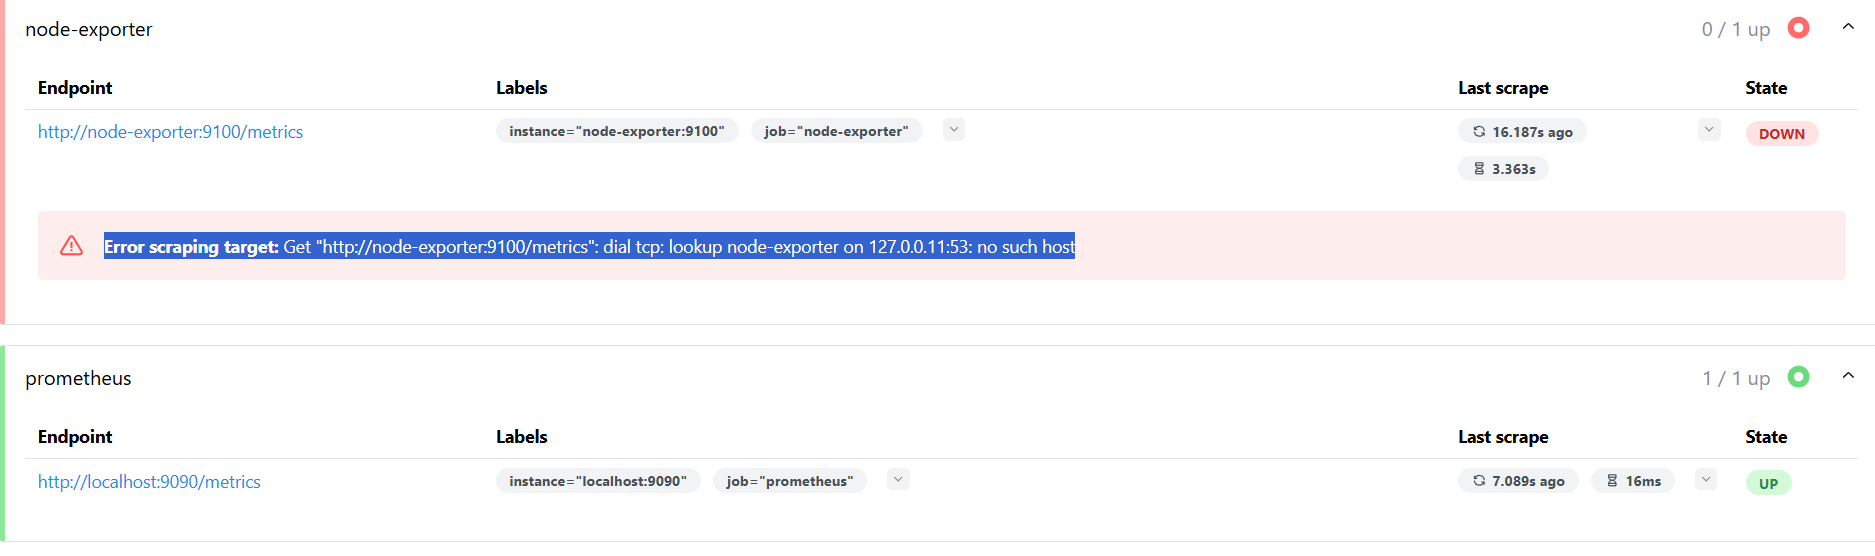 node-exporter
0 / 1 up
Endpoint
Labels
Last scrape
State
http://node-exporter:9100/metrics
instance="node-exporter:9100"
job="node-exporter"
16.187s ago
DOWN
3.363s
Error scraping target: Get "http://node-exporter:9100/metrics": dial tcp: lookup node-exporter on 127.0.0.11:53: no such host
prometheus
1 / 1 up
Endpoint
Labels
Last scrape
State
http://localhost:9090/metrics
instance="localhost:9090"
job="prometheus"
7.089s ago
16ms
UP